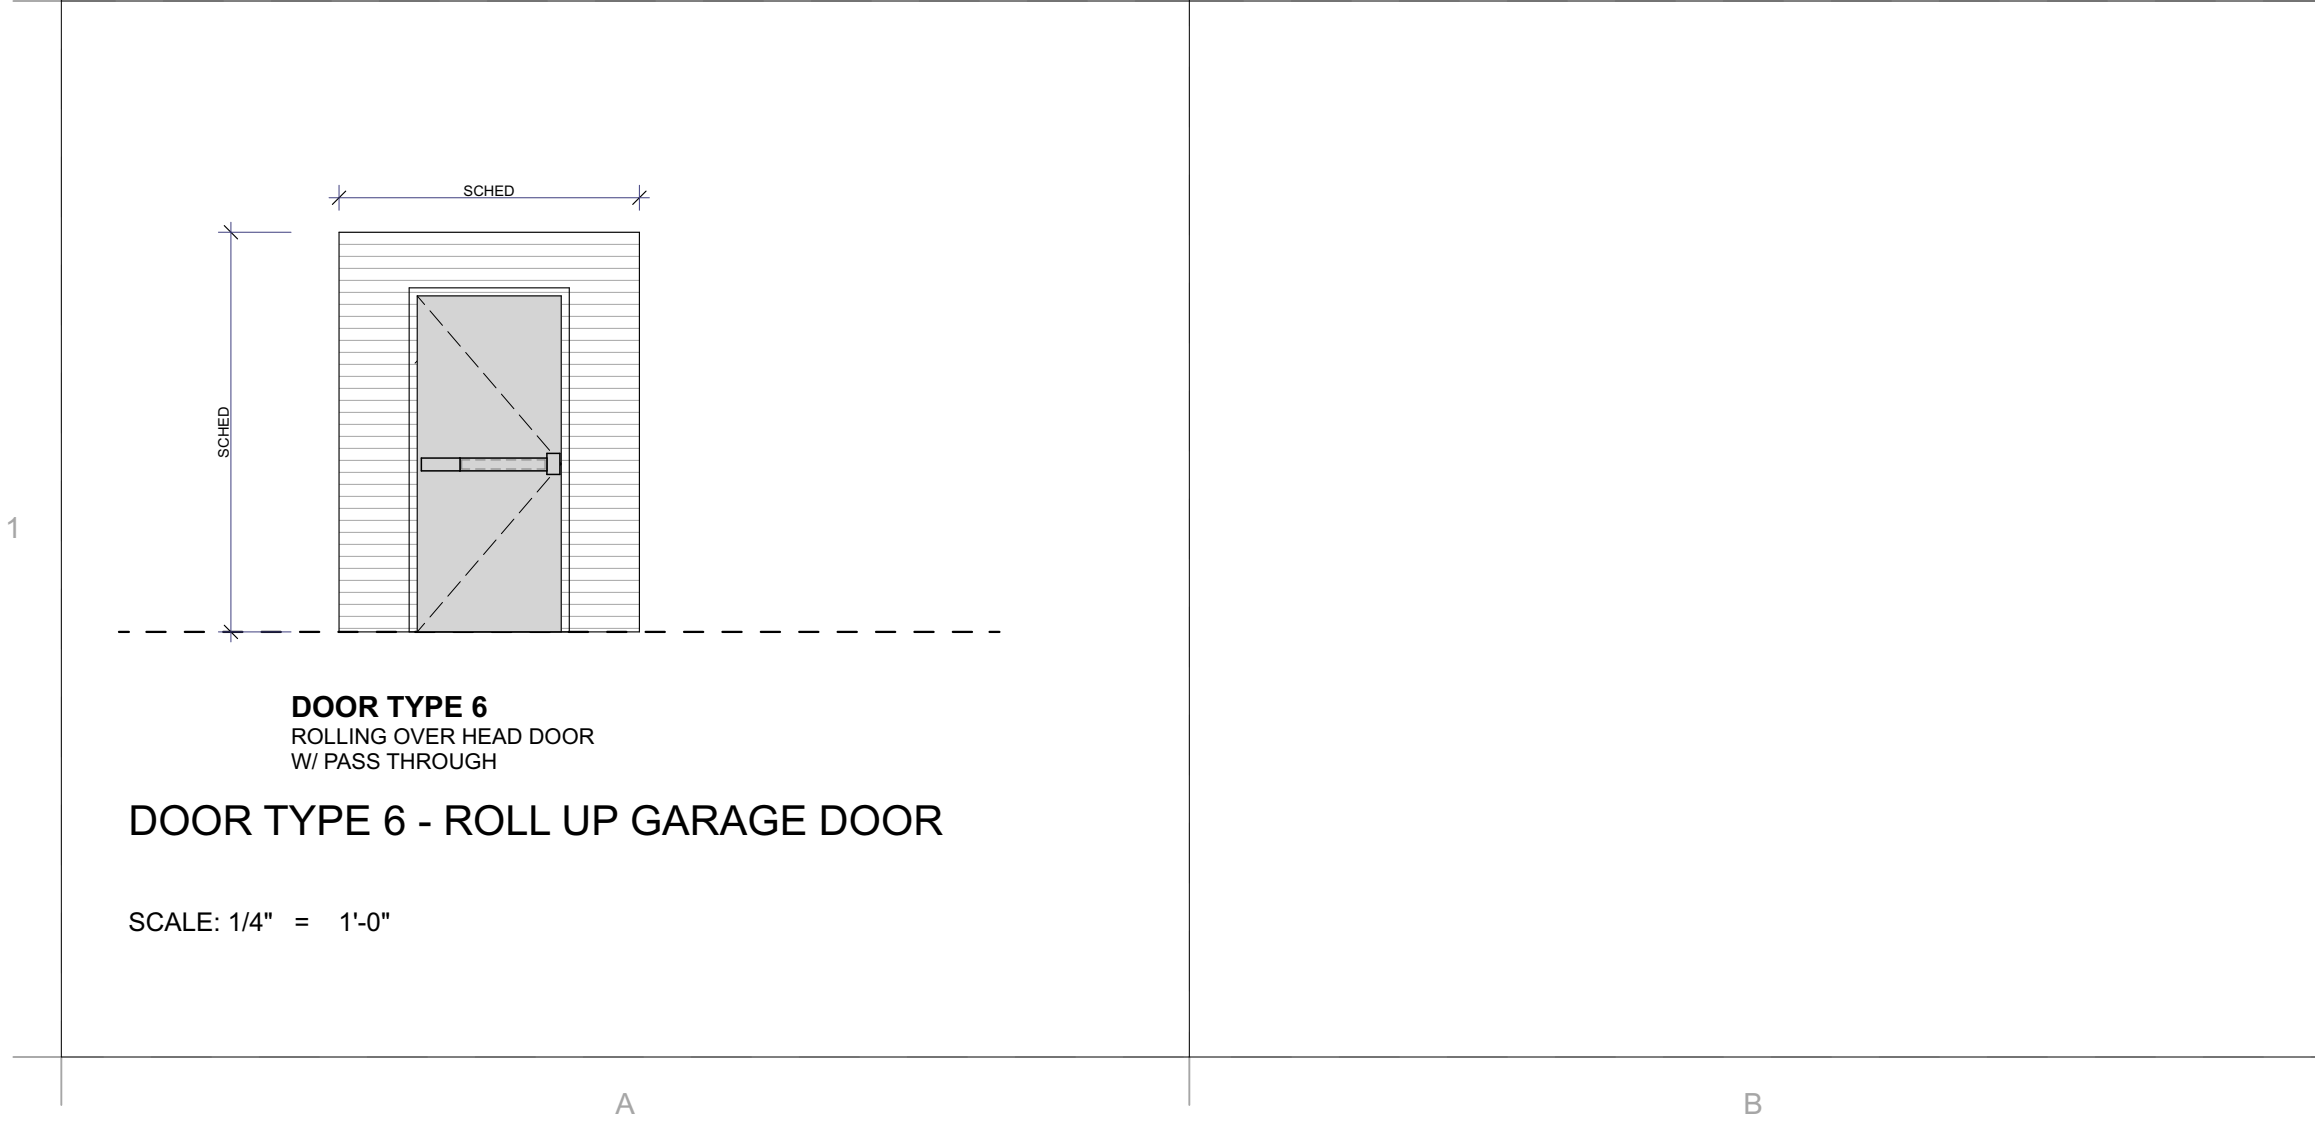 SCHED
SCHED
1
DOOR TYPE 6
ROLLING OVER HEAD DOOR
W/ PASS THROUGH
DOOR TYPE 6 - ROLL UP GARAGE DOOR
SCALE: 1/4" = 1'-0"
A
B